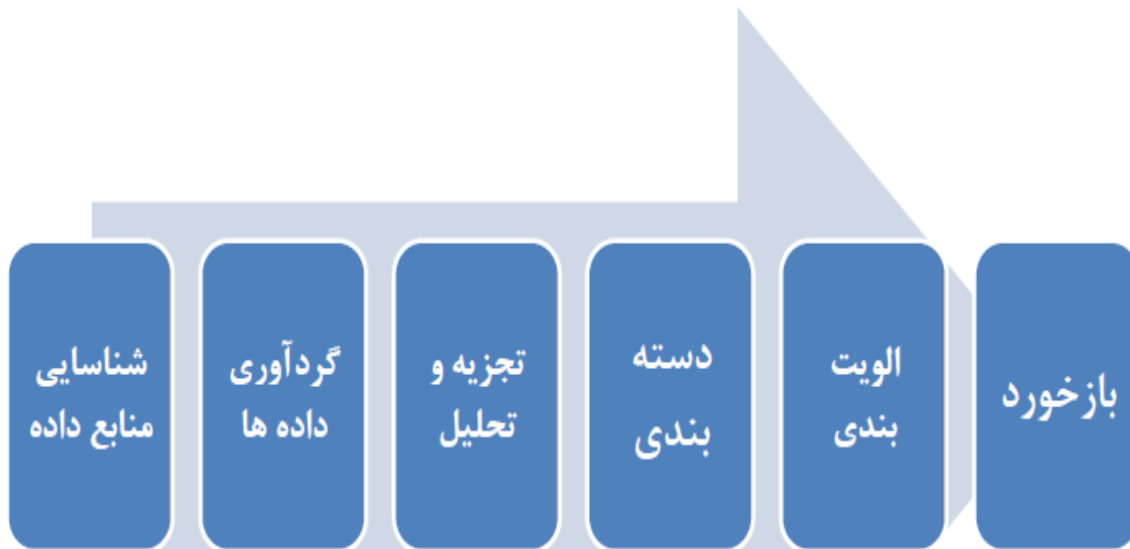 شناسایی
منابع داده
گردآوری
داده ها
تجزیه و
تحلیل
دسته
بندی
الویت
بندی
بازخورد